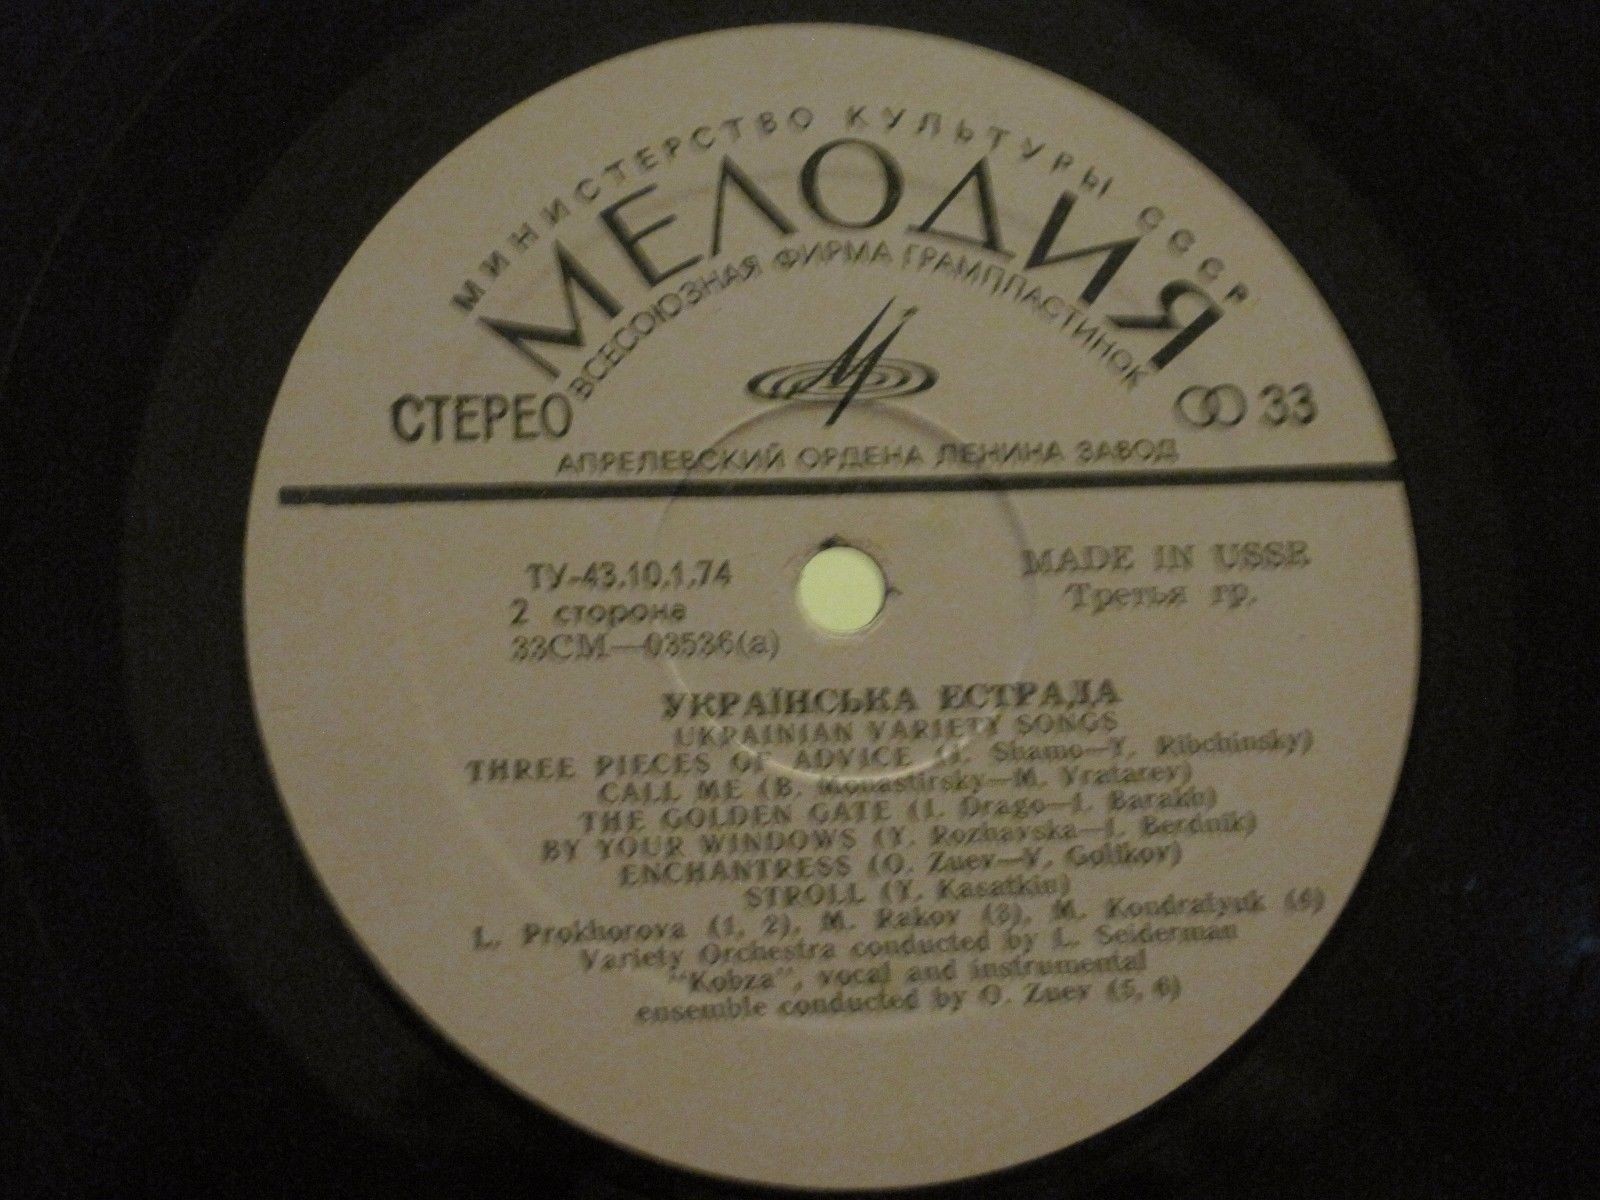 МИНИСТЕРСТВО КУЛЬТУРЫ СССР
МЕЛОДИЯ
ВСЕСОЮЗНАЯ ФИРМА ГРАМПЛАСТИНОК
СТЕРЕО
33
АПРЕЛЕВСКИЙ ОРДЕНА ЛЕНИНА ЗАВОД
ТУ-43.10.1.74
2 сторона
33СМ—03536(а)
MADE IN USSR
Третья гр.
УКРАЇНСЬКА ЕСТРАДА
UKRAINIAN VARIETY SONGS
THREE PIECES OF ADVICE (I. Shamo—Y. Ribchinsky)
CALL ME (B. Monastirsky—M. Vratarev)
THE GOLDEN GATE (I. Drago—I. Barakh)
BY YOUR WINDOWS (Y. Rozhavska—I. Berdnik)
ENCHANTRESS (O. Zuev—V. Golikov)
STROLL (Y. Kasatkin)
L. Prokhorova (1, 2), M. Rakov (3), M. Kondratyuk (6)
Variety Orchestra conducted by L. Seiderman
"Kobza", vocal and instrumental
ensemble conducted by O. Zuev (5, 6)